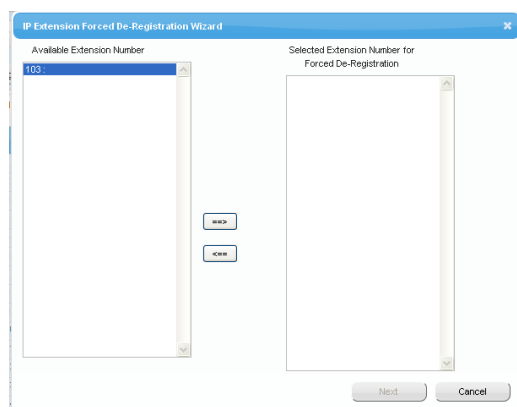 IP Extension Forced De-Registration Wizard
Available Extension Number
Selected Extension Number for
Forced De-Registration
103 :
==>
<==
Next
Cancel